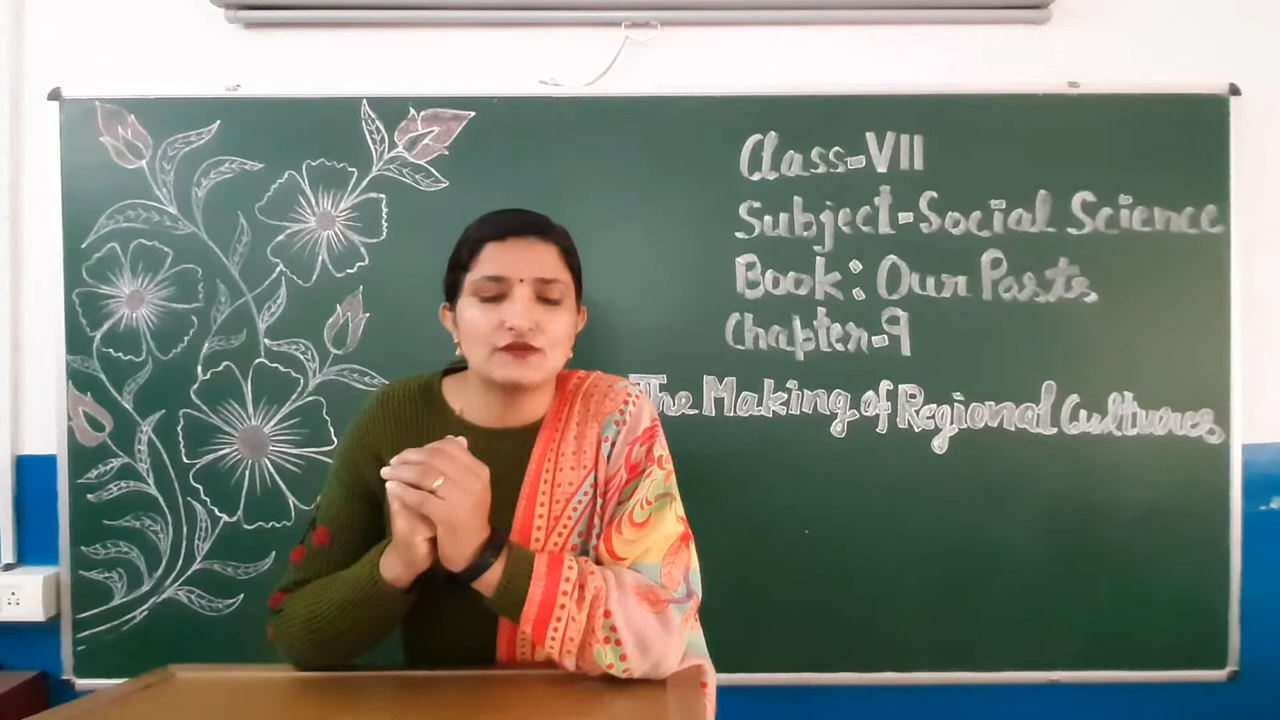 Class-VII
Subject-Social Science
Book: Our Pasts
Chapter-9
The Making of Regional Cultures